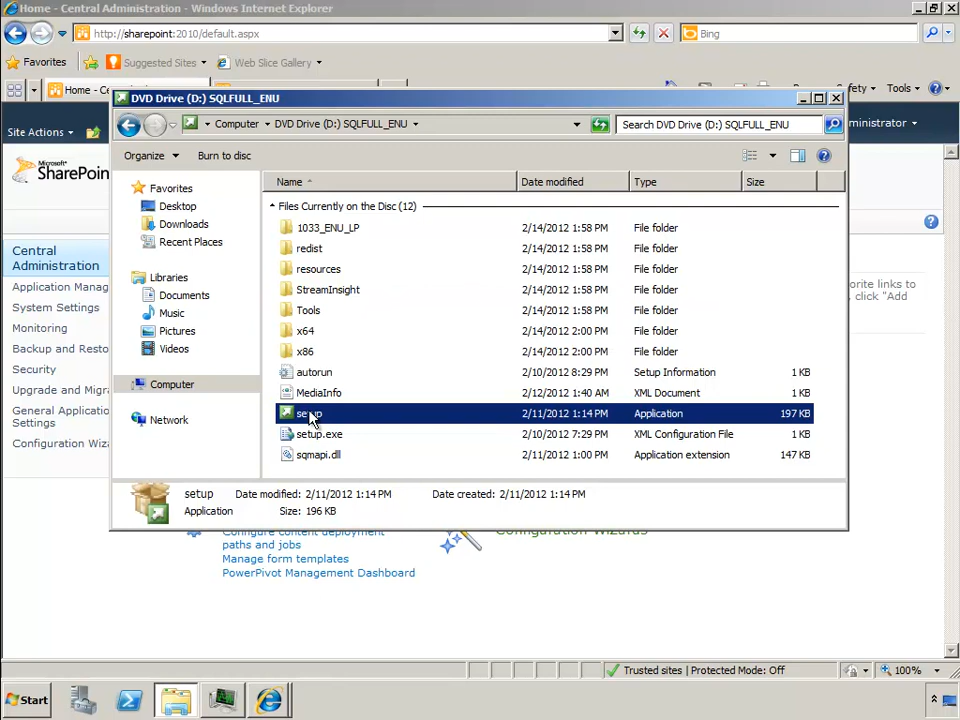 Home - Central Administration - Windows Internet Explorer
http://sharepoint:2010/default.aspx
Bing
Favorites Suggested Sites Web Slice Gallery
Home - Ce
Safety Tools
DVD Drive (D:) SQLFULL_ENU
Computer DVD Drive (D:) SQLFULL_ENU Search DVD Drive (D:) SQLFULL_ENU
Site Actions
Organize Burn to disc
Microsoft
SharePoin
Name Date modified Type Size
Favorites
Desktop
Downloads
Recent Places
Libraries
Documents
Music
Pictures
Videos
Computer
Network
Files Currently on the Disc (12)
1033_ENU_LP 2/14/2012 1:58 PM File folder
redist 2/14/2012 1:58 PM File folder
resources 2/14/2012 1:58 PM File folder
StreamInsight 2/14/2012 1:58 PM File folder
Tools 2/14/2012 1:58 PM File folder
x64 2/14/2012 2:00 PM File folder
x86 2/14/2012 2:00 PM File folder
autorun 2/10/2012 8:29 PM Setup Information 1 KB
MediaInfo 2/12/2012 1:40 AM XML Document 1 KB
setup 2/11/2012 1:14 PM Application 197 KB
setup.exe 2/10/2012 7:29 PM XML Configuration File 1 KB
sqmapi.dll 2/11/2012 1:00 PM Application extension 147 KB
setup Date modified: 2/11/2012 1:14 PM Date created: 2/11/2012 1:14 PM
Application Size: 196 KB
Central
Administration
Application Manag
System Settings
Monitoring
Backup and Resto
Security
Upgrade and Migra
General Applicatio
Settings
Configuration Wiza
ministrator
orite links to
click "Add
Configure content deployment
paths and jobs
Manage form templates
PowerPivot Management Dashboard
Configuration Wizards
Trusted sites | Protected Mode: Off 100%
Start